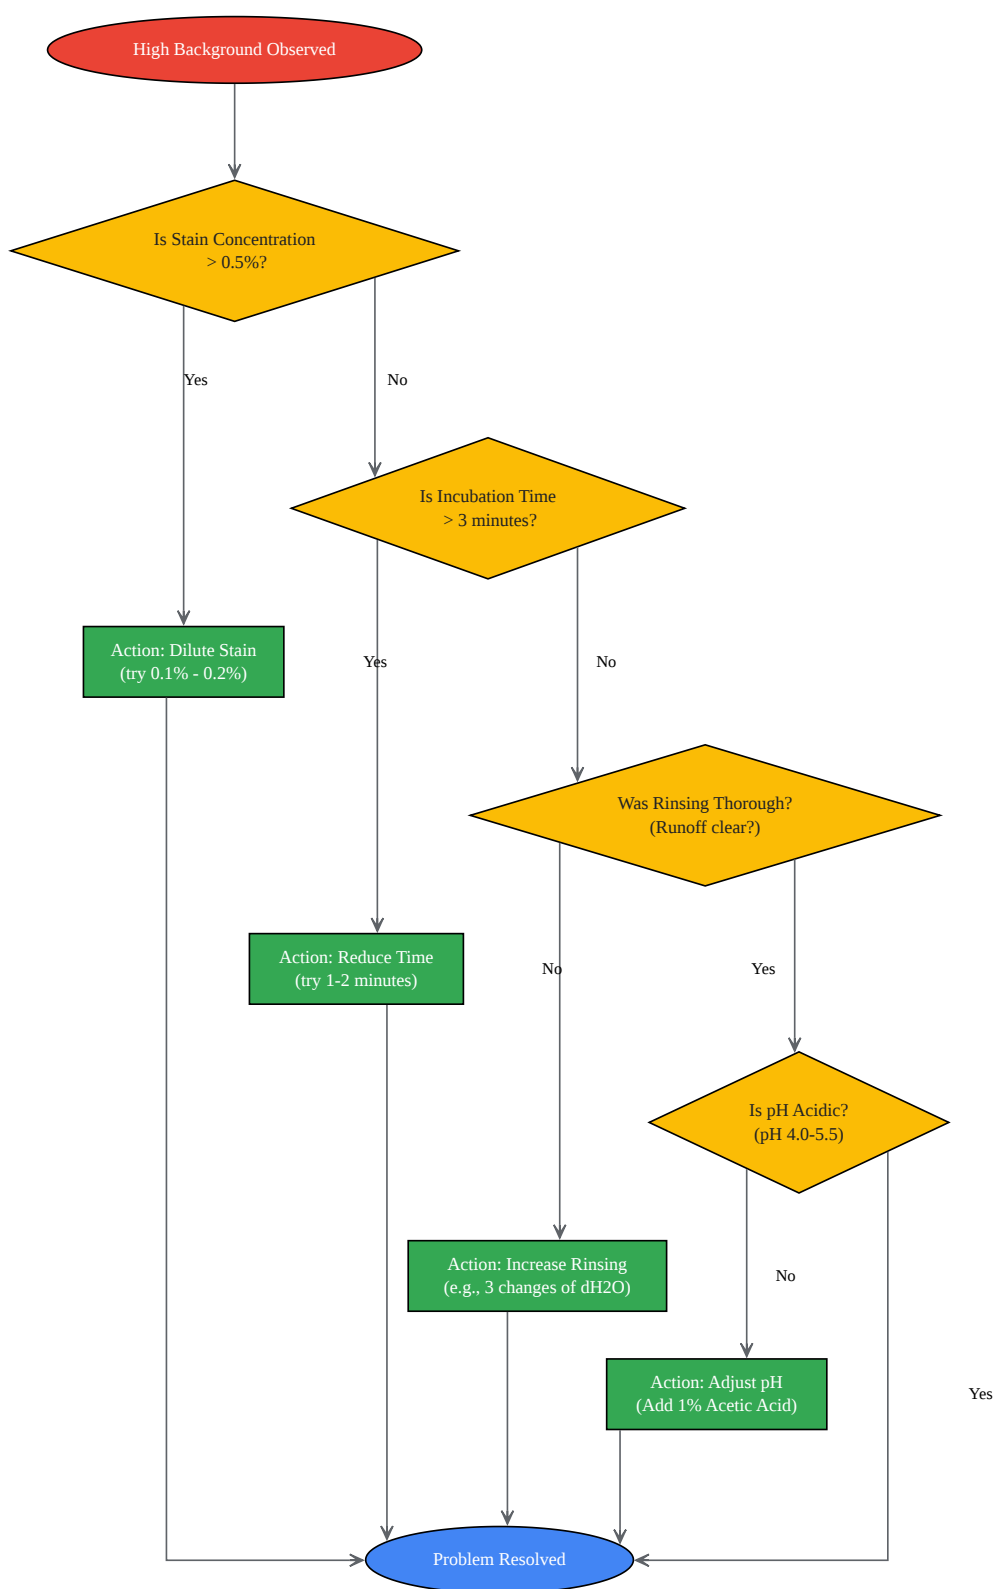 High Background Observed
Is Stain Concentration
> 0.5%?
Yes
No
Is Incubation Time
> 3 minutes?
Action: Dilute Stain
(try 0.1% - 0.2%)
Yes
No
Was Rinsing Thorough?
(Runoff clear?)
Action: Reduce Time
(try 1-2 minutes)
No
Yes
Is pH Acidic?
(pH 4.0-5.5)
Action: Increase Rinsing
(e.g., 3 changes of dH2O)
No
Action: Adjust pH
(Add 1% Acetic Acid)
Yes
Problem Resolved